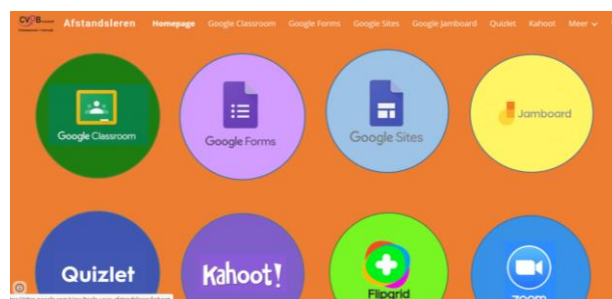 Afstandsleren Homepage Google Classroom Google Forms Google Sites Google Jamboard Quizlet Kahoot Meer
Google Classroom
Google Forms
Google Sites
Jamboard
Quizlet
Kahoot!
Flipgrid
zoom